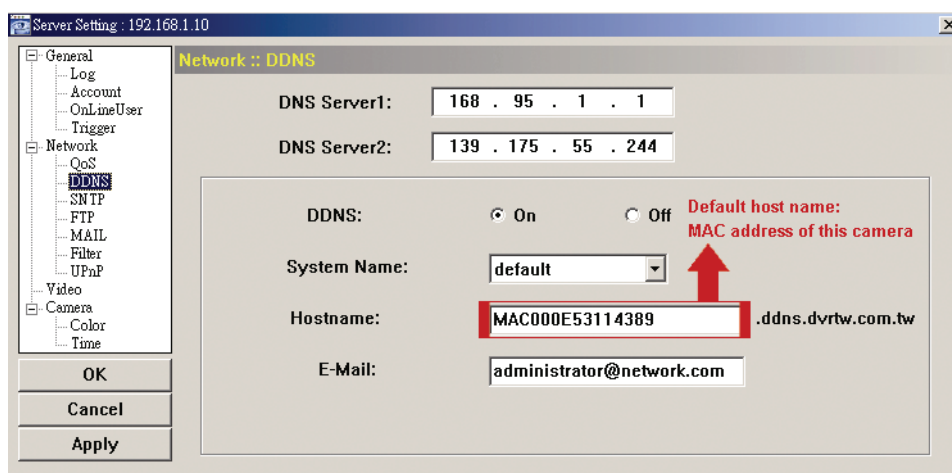 Server Setting : 192.168.1.10
General
Log
Account
OnLineUser
Trigger
Network
QoS
DDNS
SNTP
FTP
MAIL
Filter
UPnP
Video
Camera
Color
Time
OK
Cancel
Apply
Network :: DDNS
DNS Server1: 168 . 95 . 1 . 1
DNS Server2: 139 . 175 . 55 . 244
DDNS: On Off
Default host name:
MAC address of this camera
System Name: default
Hostname: MAC000E53114389 .ddns.dvrtw.com.tw
E-Mail: administrator@network.com